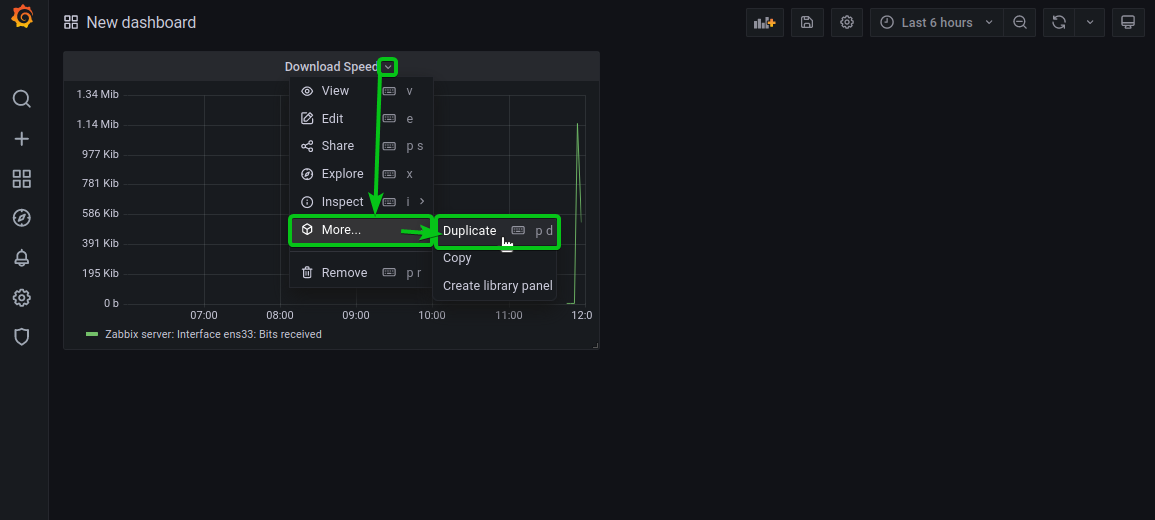 New dashboard
Last 6 hours
Download Speed
View v
Edit e
Share p s
Explore x
Inspect i
More...
Remove p r
Duplicate p d
Copy
Create library panel
1.34 Mib
1.14 Mib
977 Kib
781 Kib
586 Kib
391 Kib
195 Kib
0 b
07:00 08:00 09:00 10:00 11:00 12:0
Zabbix server: Interface ens33: Bits received